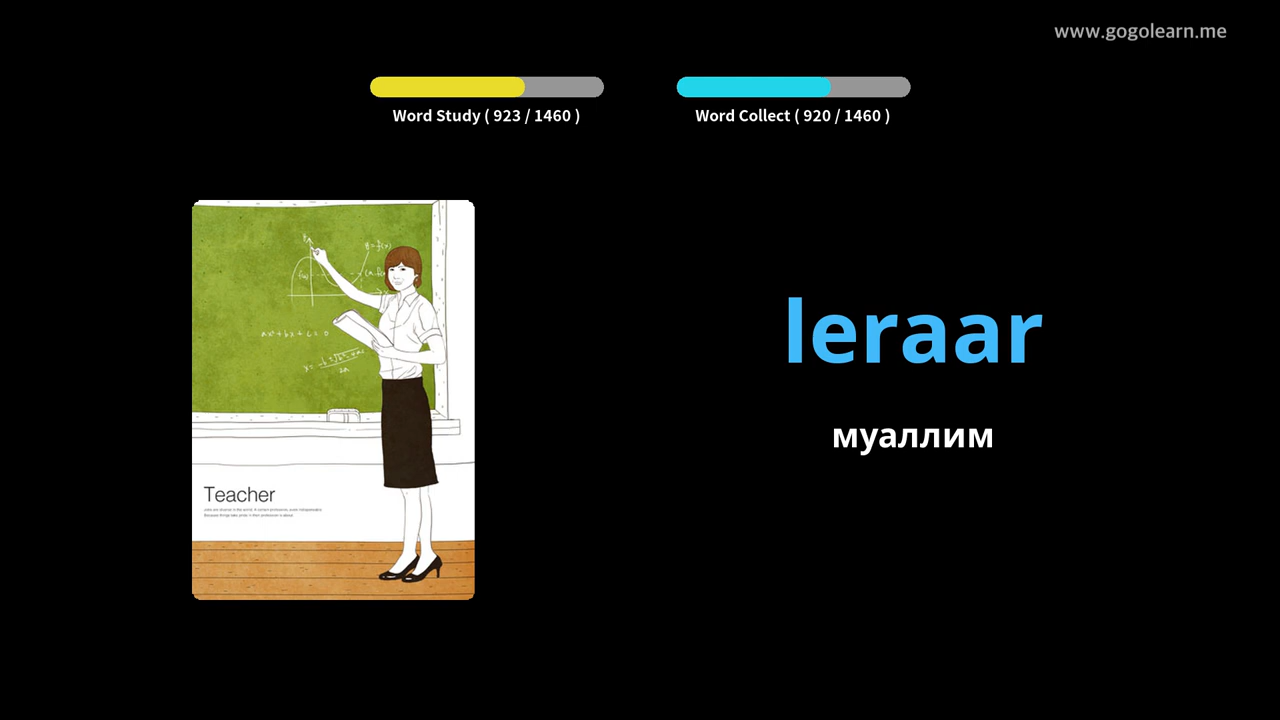 www.gogolearn.me
Word Study ( 923 / 1460 )
Word Collect ( 920 / 1460 )
leraar
муаллим
Teacher